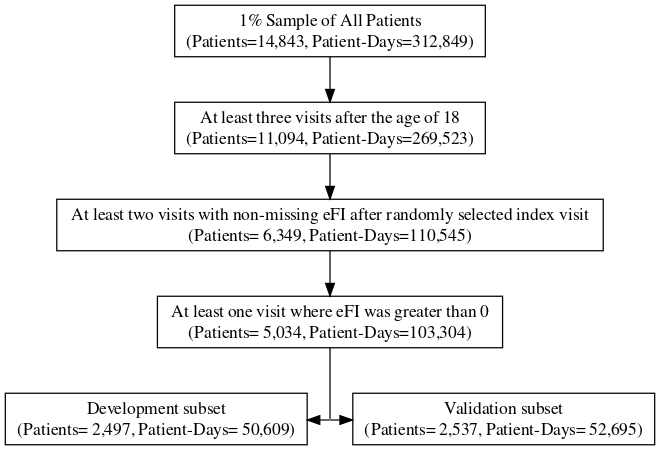 1% Sample of All Patients
(Patients=14,843, Patient-Days=312,849)
At least three visits after the age of 18
(Patients=11,094, Patient-Days=269,523)
At least two visits with non-missing eFI after randomly selected index visit
(Patients= 6,349, Patient-Days=110,545)
At least one visit where eFI was greater than 0
(Patients= 5,034, Patient-Days=103,304)
Development subset
(Patients= 2,497, Patient-Days= 50,609)
Validation subset
(Patients= 2,537, Patient-Days= 52,695)